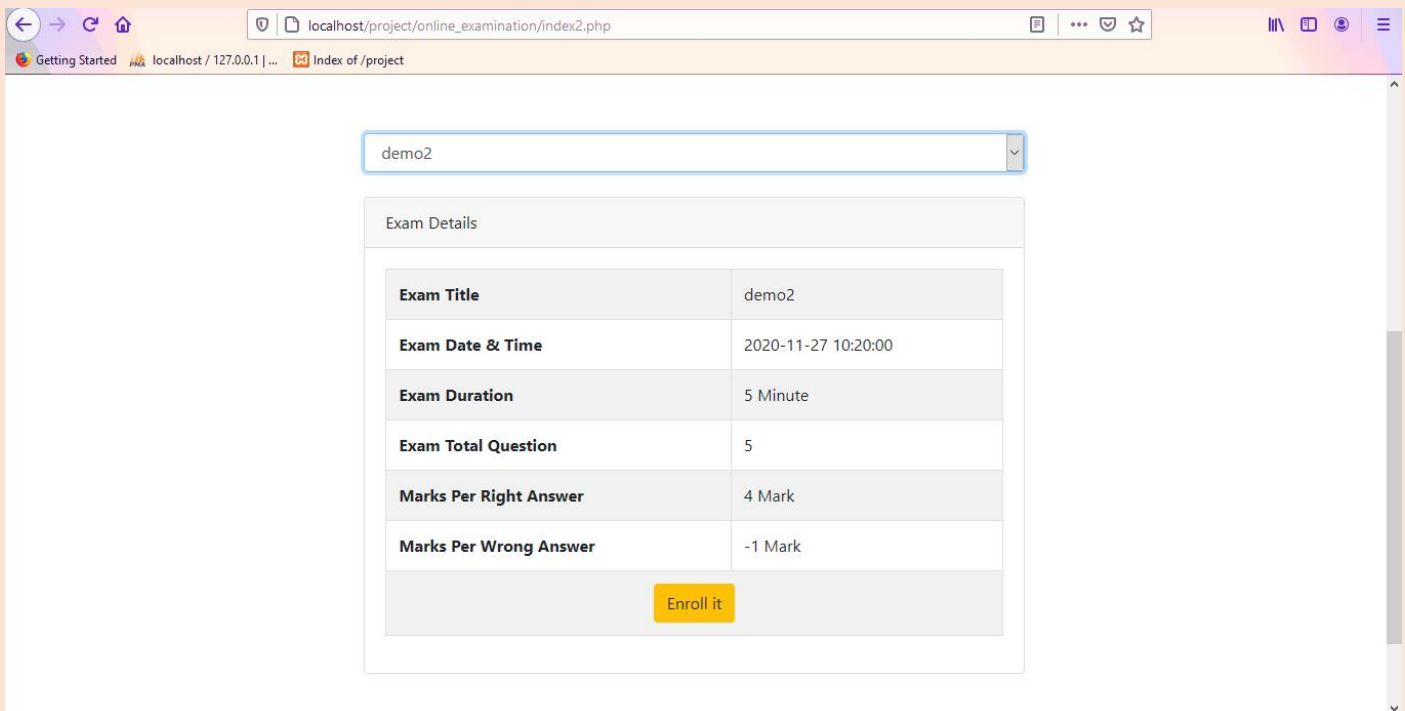 localhost/project/online_examination/index2.php
Getting Started localhost / 127.0.0.1 | ... Index of /project
demo2
Exam Details
Exam Title demo2
Exam Date & Time 2020-11-27 10:20:00
Exam Duration 5 Minute
Exam Total Question 5
Marks Per Right Answer 4 Mark
Marks Per Wrong Answer -1 Mark
Enroll it